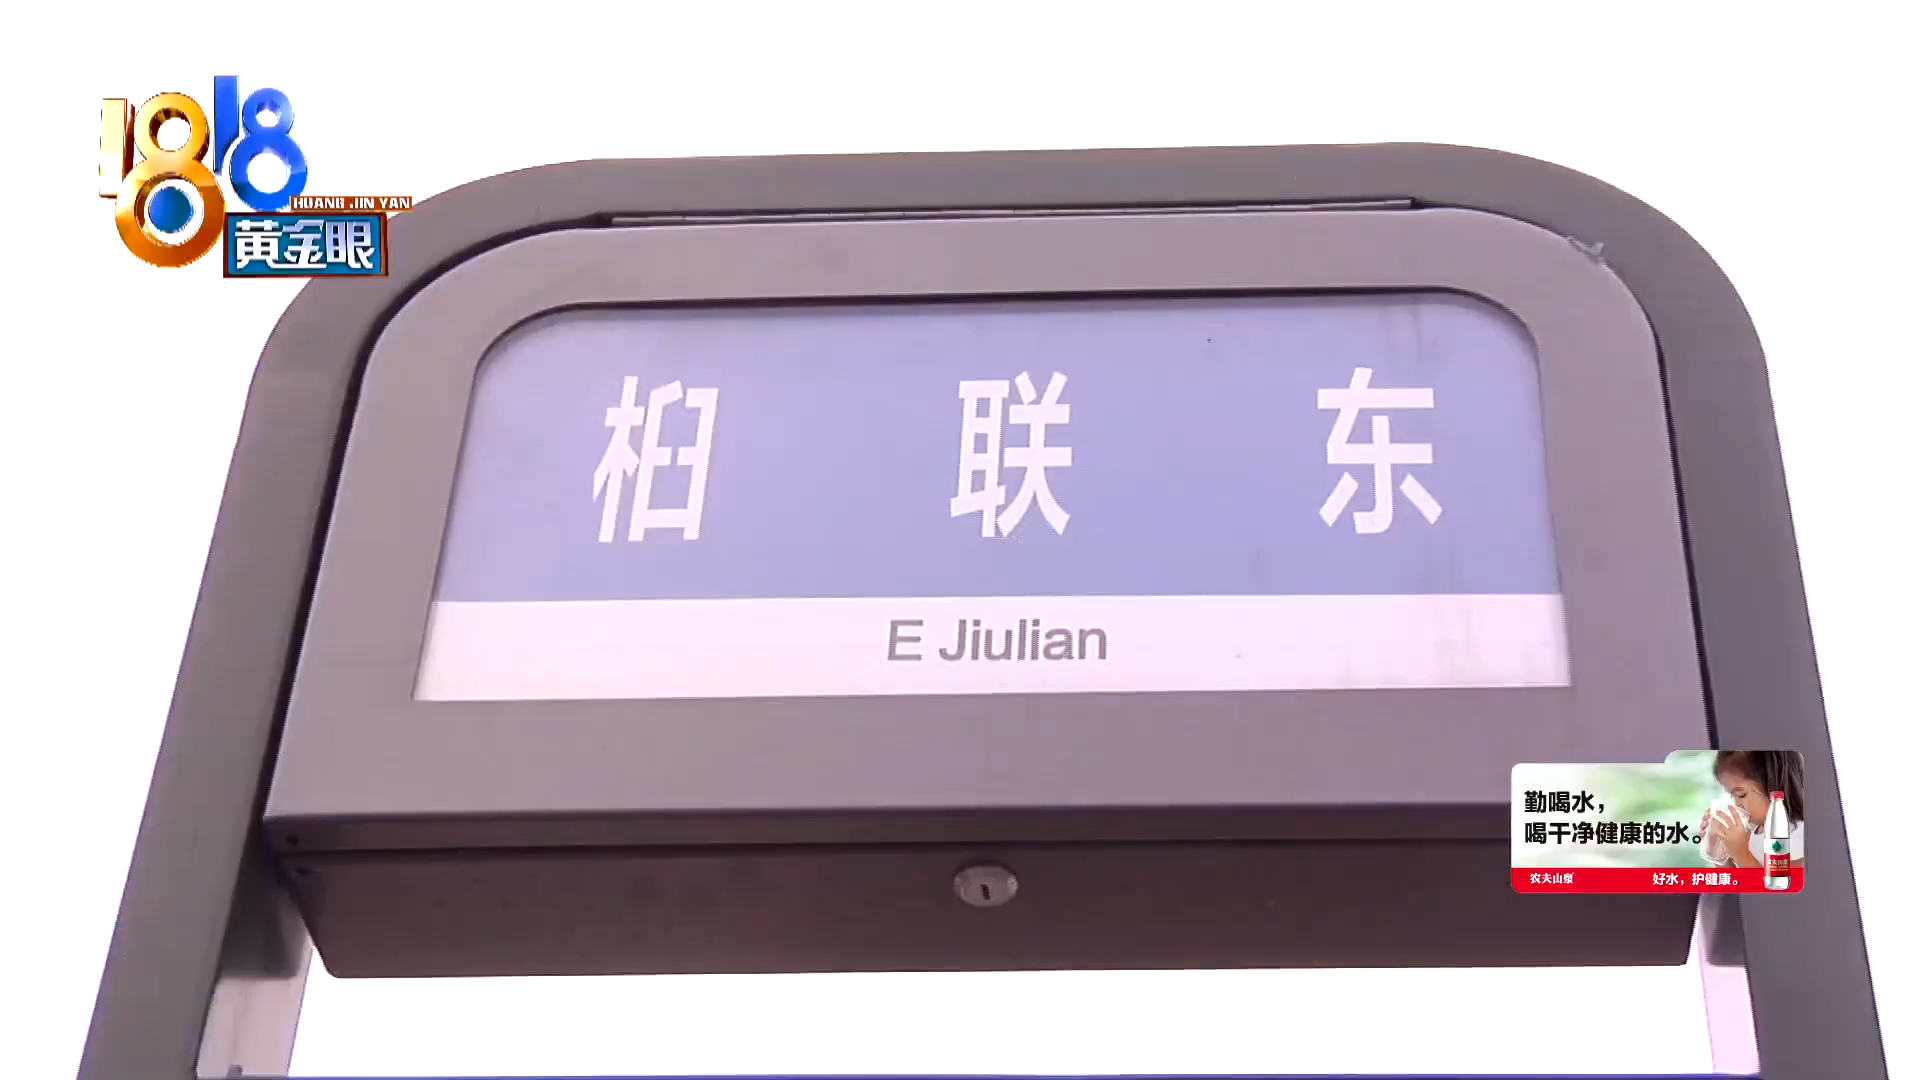 1818
HUANG JIN YAN
黄金眼
桕联东
E Jiulian
勤喝水，
喝干净健康的水。
农夫山泉
好水，护健康。